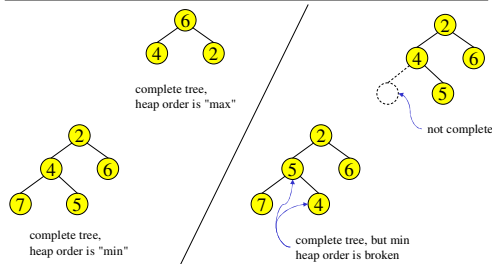 6
4 2
complete tree,
heap order is "max"
2
4 6
5
not complete
2
4 6
7 5
complete tree,
heap order is "min"
2
5 6
7 4
complete tree, but min
heap order is broken